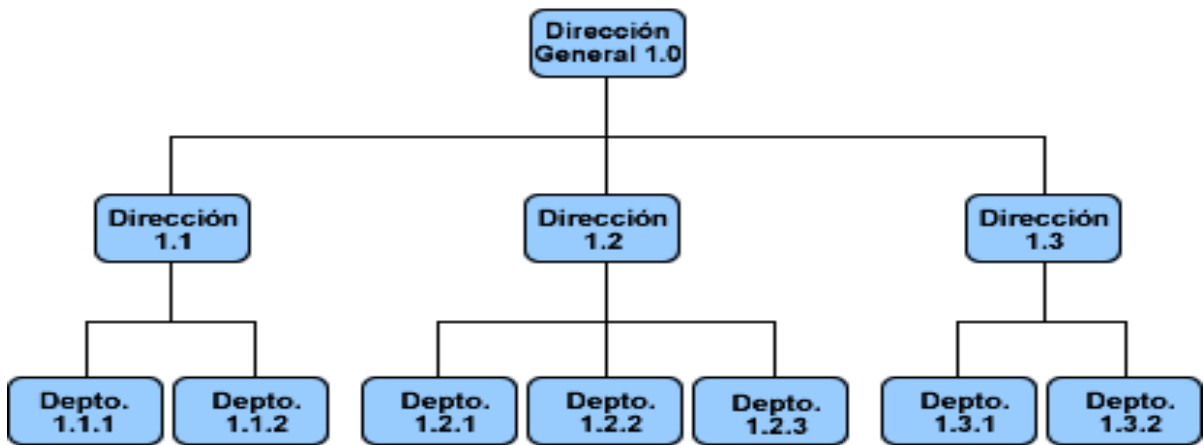 Dirección
General 1.0
Dirección
1.1
Dirección
1.2
Dirección
1.3
Depto.
1.1.1
Depto.
1.1.2
Depto.
1.2.1
Depto.
1.2.2
Depto.
1.2.3
Depto.
1.3.1
Depto.
1.3.2